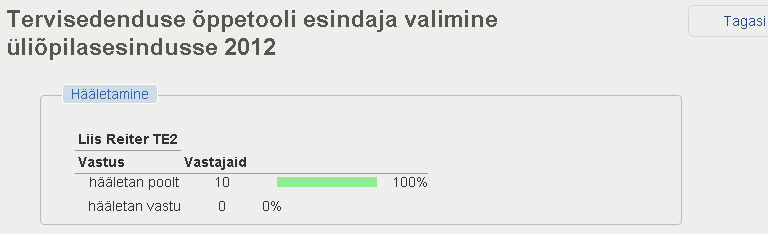 Tervisedenduse õppetooli esindaja valimine
üliõpilasesindusse 2012
Tagasi
Hääletamine
Liis Reiter TE2
Vastus Vastajaid
hääletan poolt 10 100%
hääletan vastu 0 0%